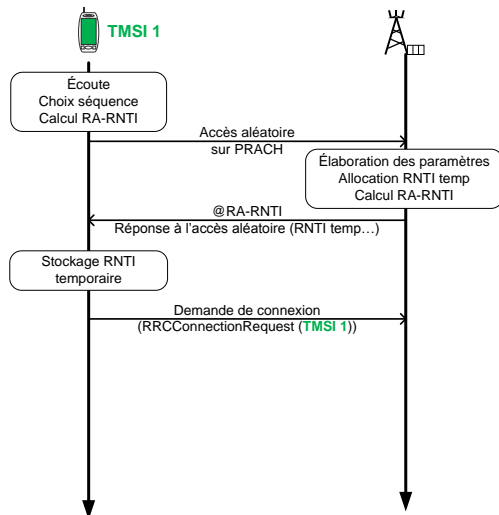 TMSI 1
Écoute
Choix séquence
Calcul RA-RNTI
Accès aléatoire
sur PRACH
Élaboration des paramètres
Allocation RNTI temp
Calcul RA-RNTI
@RA-RNTI
Réponse à l'accès aléatoire (RNTI temp…)
Stockage RNTI
temporaire
Demande de connexion
(RRCConnectionRequest (TMSI 1))